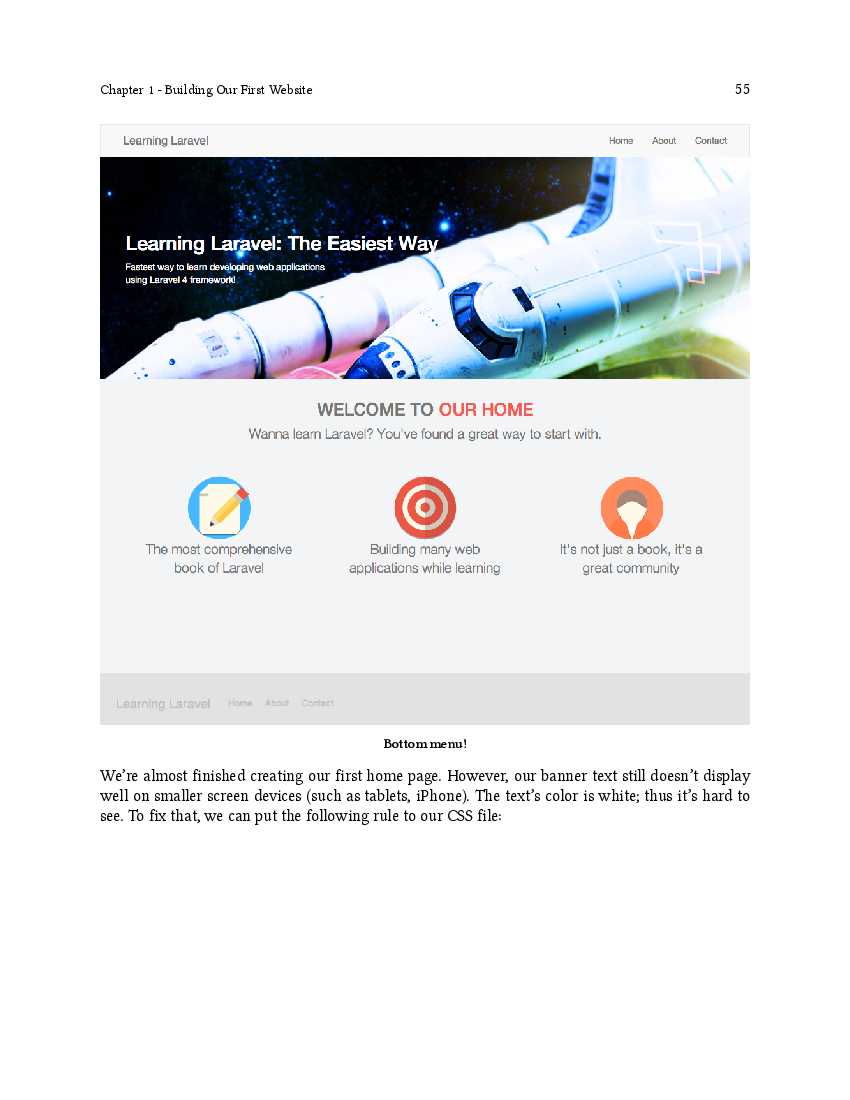 Chapter 1 - Building Our First Website 55
Learning Laravel Home About Contact
Learning Laravel: The Easiest Way
Fastest way to learn developing web applications
using Laravel 4 framework!
WELCOME TO OUR HOME
Wanna learn Laravel? You've found a great way to start with.
The most comprehensive
book of Laravel
Building many web
applications while learning
It's not just a book, it's a
great community
Learning Laravel Home About Contact
Bottom menu!
We’re almost finished creating our first home page. However, our banner text still doesn’t display
well on smaller screen devices (such as tablets, iPhone). The text’s color is white; thus it’s hard to
see. To fix that, we can put the following rule to our CSS file: